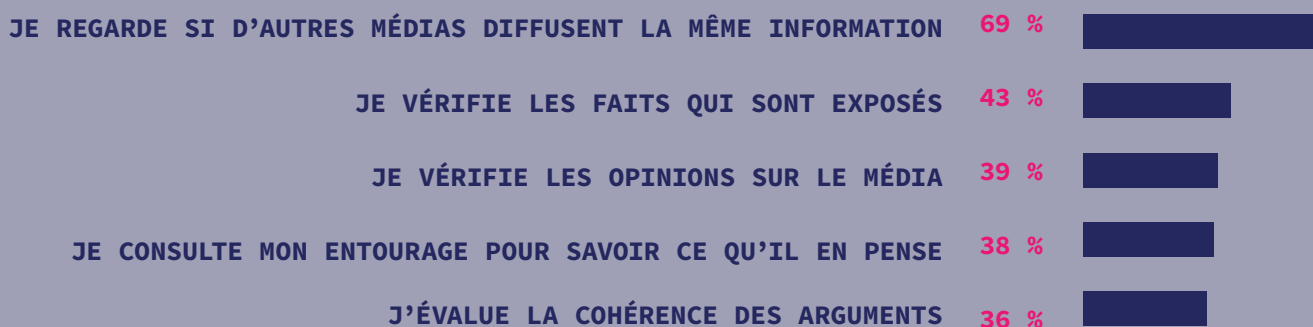 JE REGARDE SI D’AUTRES MÉDIAS DIFFUSENT LA MÊME INFORMATION 69 %
JE VÉRIFIE LES FAITS QUI SONT EXPOSÉS 43 %
JE VÉRIFIE LES OPINIONS SUR LE MÉDIA 39 %
JE CONSULTE MON ENTOURAGE POUR SAVOIR CE QU’IL EN PENSE 38 %
J’ÉVALUE LA COHÉRENCE DES ARGUMENTS 36 %